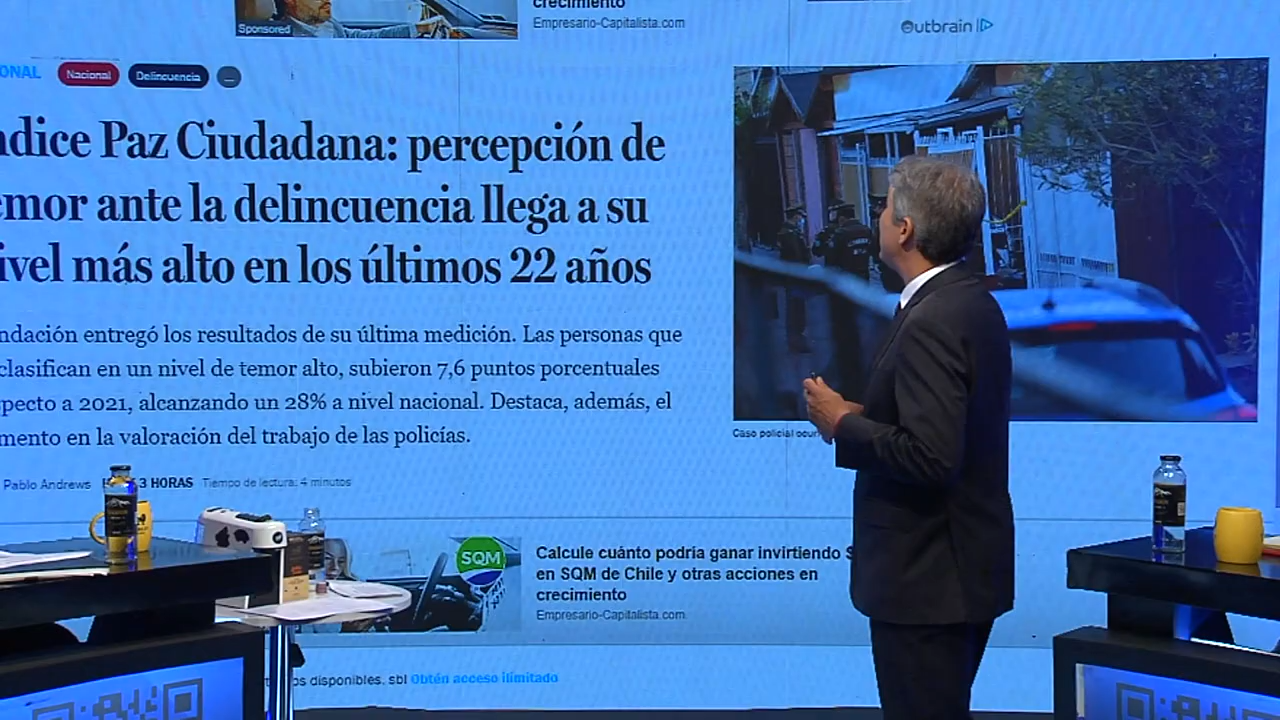 crecimiento
Sponsored
Empresario-Capitalista.com
Outbrain
ONAL
Nacional
Delincuencia
...
ndice Paz Ciudadana: percepción de
emor ante la delincuencia llega a su
ivel más alto en los últimos 22 años
ndación entregó los resultados de su última medición. Las personas que
clasifican en un nivel de temor alto, subieron 7,6 puntos porcentuales
specto a 2021, alcanzando un 28% a nivel nacional. Destaca, además, el
mento en la valoración del trabajo de las policías.
Caso policial ocurr
Pablo Andrews
3 HORAS
Tiempo de lectura: 4 minutos
SQM
Calcule cuánto podría ganar invirtiendo $
en SQM de Chile y otras acciones en
crecimiento
Empresario-Capitalista.com
os disponibles. sbl Obtén acceso ilimitado